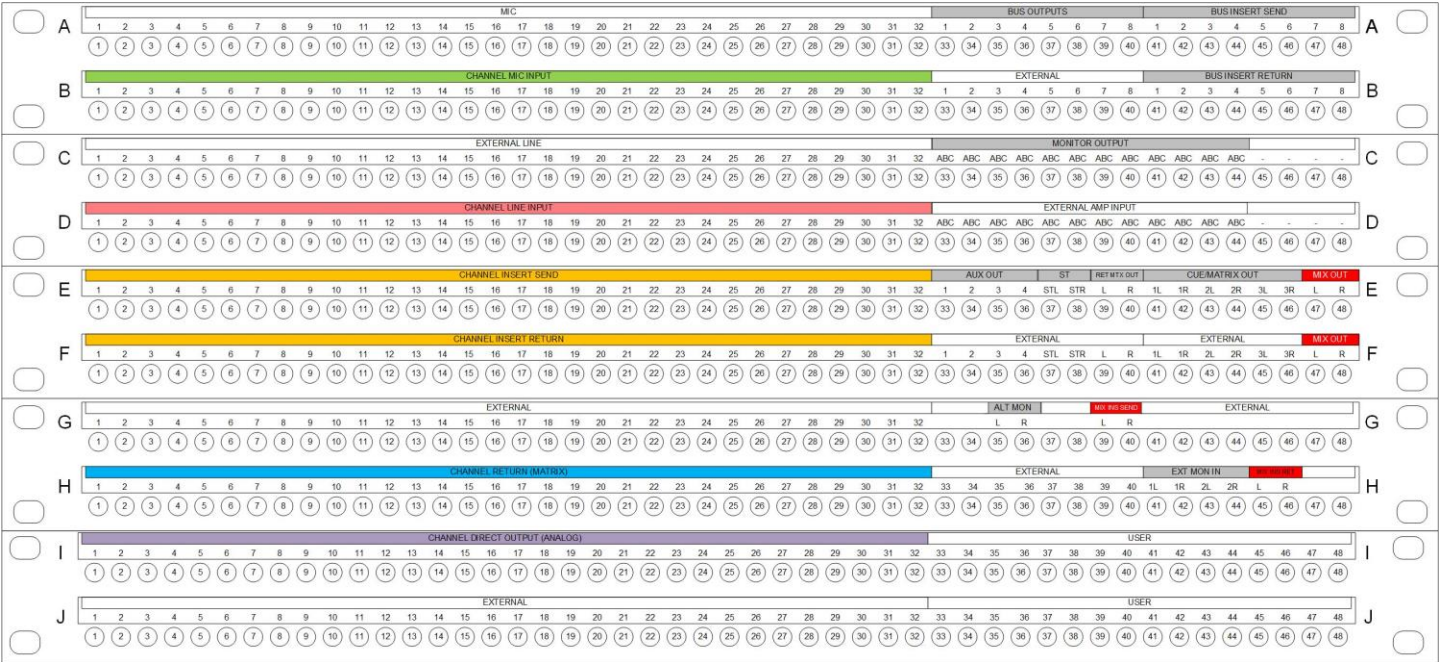 MIC BUS OUTPUTS BUS INSERT SEND
A 1 2 3 4 5 6 7 8 9 10 11 12 13 14 15 16 17 18 19 20 21 22 23 24 25 26 27 28 29 30 31 32 1 2 3 4 5 6 7 8 1 2 3 4 5 6 7 8 A
1 2 3 4 5 6 7 8 9 10 11 12 13 14 15 16 17 18 19 20 21 22 23 24 25 26 27 28 29 30 31 32 33 34 35 36 37 38 39 40 41 42 43 44 45 46 47 48
CHANNEL MIC INPUT EXTERNAL BUS INSERT RETURN
B 1 2 3 4 5 6 7 8 9 10 11 12 13 14 15 16 17 18 19 20 21 22 23 24 25 26 27 28 29 30 31 32 1 2 3 4 5 6 7 8 1 2 3 4 5 6 7 8 B
1 2 3 4 5 6 7 8 9 10 11 12 13 14 15 16 17 18 19 20 21 22 23 24 25 26 27 28 29 30 31 32 33 34 35 36 37 38 39 40 41 42 43 44 45 46 47 48
EXTERNAL LINE MONITOR OUTPUT
C 1 2 3 4 5 6 7 8 9 10 11 12 13 14 15 16 17 18 19 20 21 22 23 24 25 26 27 28 29 30 31 32 ABC ABC ABC ABC ABC ABC ABC ABC ABC ABC ABC ABC - - - - C
1 2 3 4 5 6 7 8 9 10 11 12 13 14 15 16 17 18 19 20 21 22 23 24 25 26 27 28 29 30 31 32 33 34 35 36 37 38 39 40 41 42 43 44 45 46 47 48
CHANNEL LINE INPUT EXTERNAL AMP INPUT
D 1 2 3 4 5 6 7 8 9 10 11 12 13 14 15 16 17 18 19 20 21 22 23 24 25 26 27 28 29 30 31 32 ABC ABC ABC ABC ABC ABC ABC ABC ABC ABC ABC ABC - - - - D
1 2 3 4 5 6 7 8 9 10 11 12 13 14 15 16 17 18 19 20 21 22 23 24 25 26 27 28 29 30 31 32 33 34 35 36 37 38 39 40 41 42 43 44 45 46 47 48
CHANNEL INSERT SEND AUX OUT ST RET MTX OUT CUE/MATRIX OUT MIX OUT
E 1 2 3 4 5 6 7 8 9 10 11 12 13 14 15 16 17 18 19 20 21 22 23 24 25 26 27 28 29 30 31 32 1 2 3 4 STL STR L R 1L 1R 2L 2R 3L 3R L R E
1 2 3 4 5 6 7 8 9 10 11 12 13 14 15 16 17 18 19 20 21 22 23 24 25 26 27 28 29 30 31 32 33 34 35 36 37 38 39 40 41 42 43 44 45 46 47 48
CHANNEL INSERT RETURN EXTERNAL EXTERNAL MIX OUT
F 1 2 3 4 5 6 7 8 9 10 11 12 13 14 15 16 17 18 19 20 21 22 23 24 25 26 27 28 29 30 31 32 1 2 3 4 STL STR L R 1L 1R 2L 2R 3L 3R L R F
1 2 3 4 5 6 7 8 9 10 11 12 13 14 15 16 17 18 19 20 21 22 23 24 25 26 27 28 29 30 31 32 33 34 35 36 37 38 39 40 41 42 43 44 45 46 47 48
EXTERNAL ALT MON MIX INS SEND EXTERNAL
G 1 2 3 4 5 6 7 8 9 10 11 12 13 14 15 16 17 18 19 20 21 22 23 24 25 26 27 28 29 30 31 32 L R L R G
1 2 3 4 5 6 7 8 9 10 11 12 13 14 15 16 17 18 19 20 21 22 23 24 25 26 27 28 29 30 31 32 33 34 35 36 37 38 39 40 41 42 43 44 45 46 47 48
CHANNEL RETURN (MATRIX) EXTERNAL EXT MON IN
H 1 2 3 4 5 6 7 8 9 10 11 12 13 14 15 16 17 18 19 20 21 22 23 24 25 26 27 28 29 30 31 32 33 34 35 36 37 38 39 40 1L 1R 2L 2R L R H
1 2 3 4 5 6 7 8 9 10 11 12 13 14 15 16 17 18 19 20 21 22 23 24 25 26 27 28 29 30 31 32 33 34 35 36 37 38 39 40 41 42 43 44 45 46 47 48
CHANNEL DIRECT OUTPUT (ANALOG) USER
I 1 2 3 4 5 6 7 8 9 10 11 12 13 14 15 16 17 18 19 20 21 22 23 24 25 26 27 28 29 30 31 32 33 34 35 36 37 38 39 40 41 42 43 44 45 46 47 48 I
1 2 3 4 5 6 7 8 9 10 11 12 13 14 15 16 17 18 19 20 21 22 23 24 25 26 27 28 29 30 31 32 33 34 35 36 37 38 39 40 41 42 43 44 45 46 47 48
EXTERNAL USER
J 1 2 3 4 5 6 7 8 9 10 11 12 13 14 15 16 17 18 19 20 21 22 23 24 25 26 27 28 29 30 31 32 33 34 35 36 37 38 39 40 41 42 43 44 45 46 47 48 J
1 2 3 4 5 6 7 8 9 10 11 12 13 14 15 16 17 18 19 20 21 22 23 24 25 26 27 28 29 30 31 32 33 34 35 36 37 38 39 40 41 42 43 44 45 46 47 48